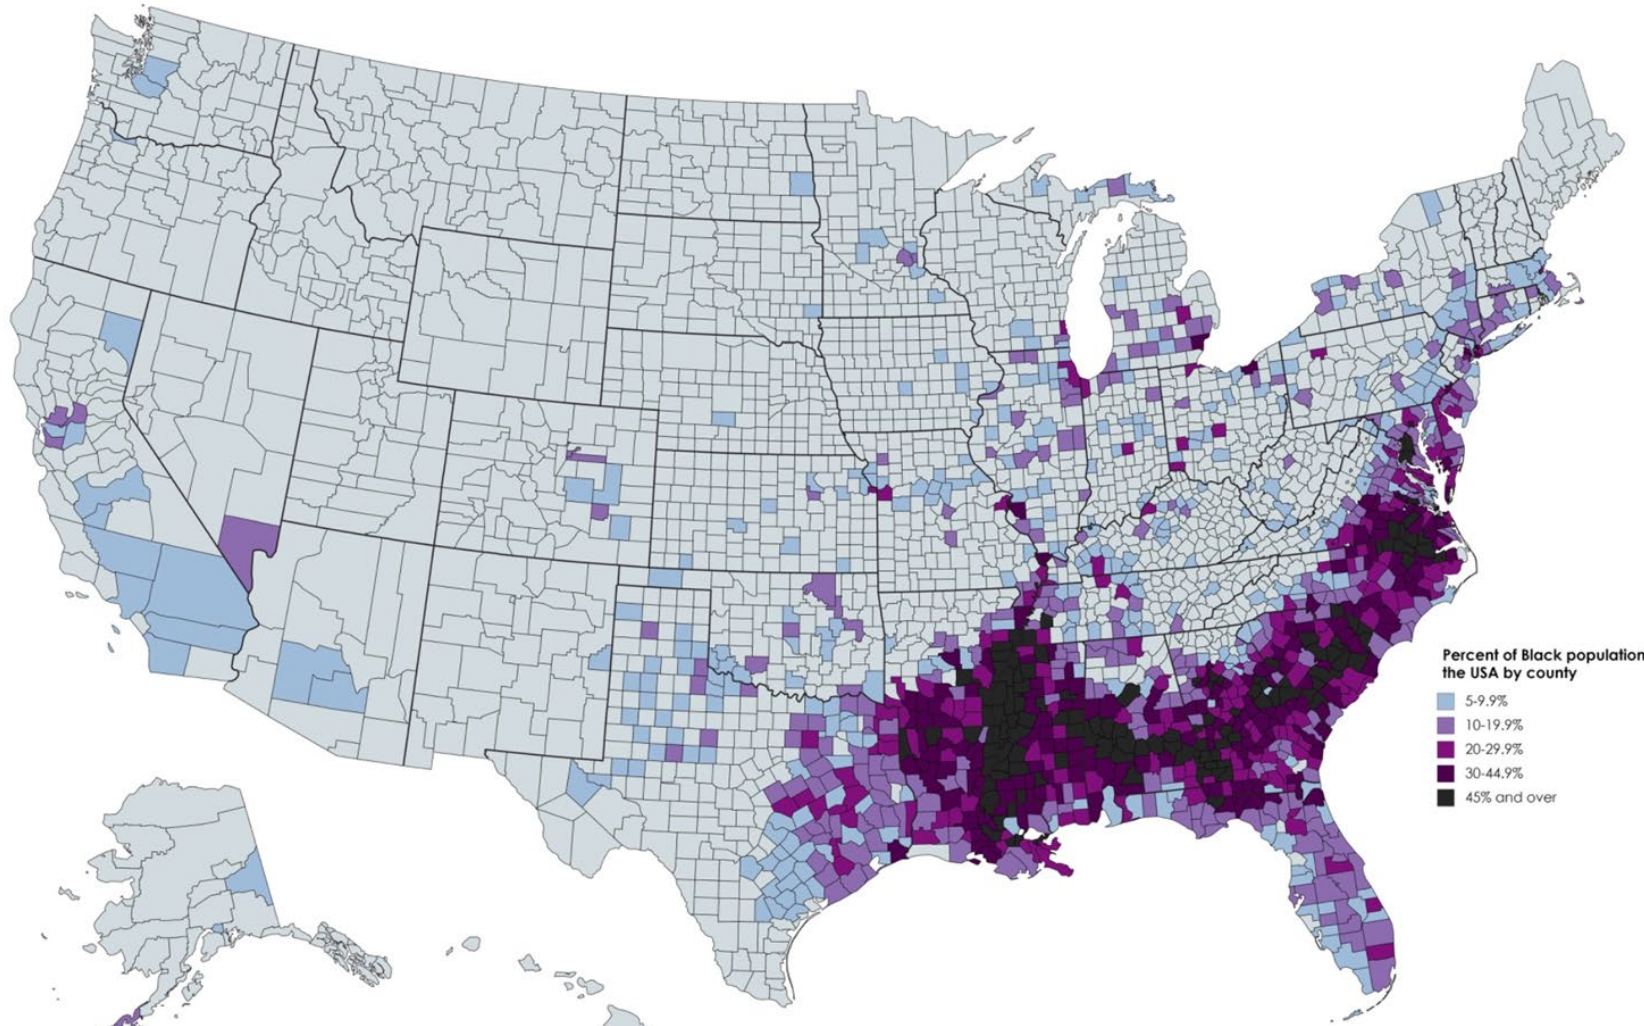 Percent of Black population
the USA by county
5-9.9%
10-19.9%
20-29.9%
30-44.9%
45% and over